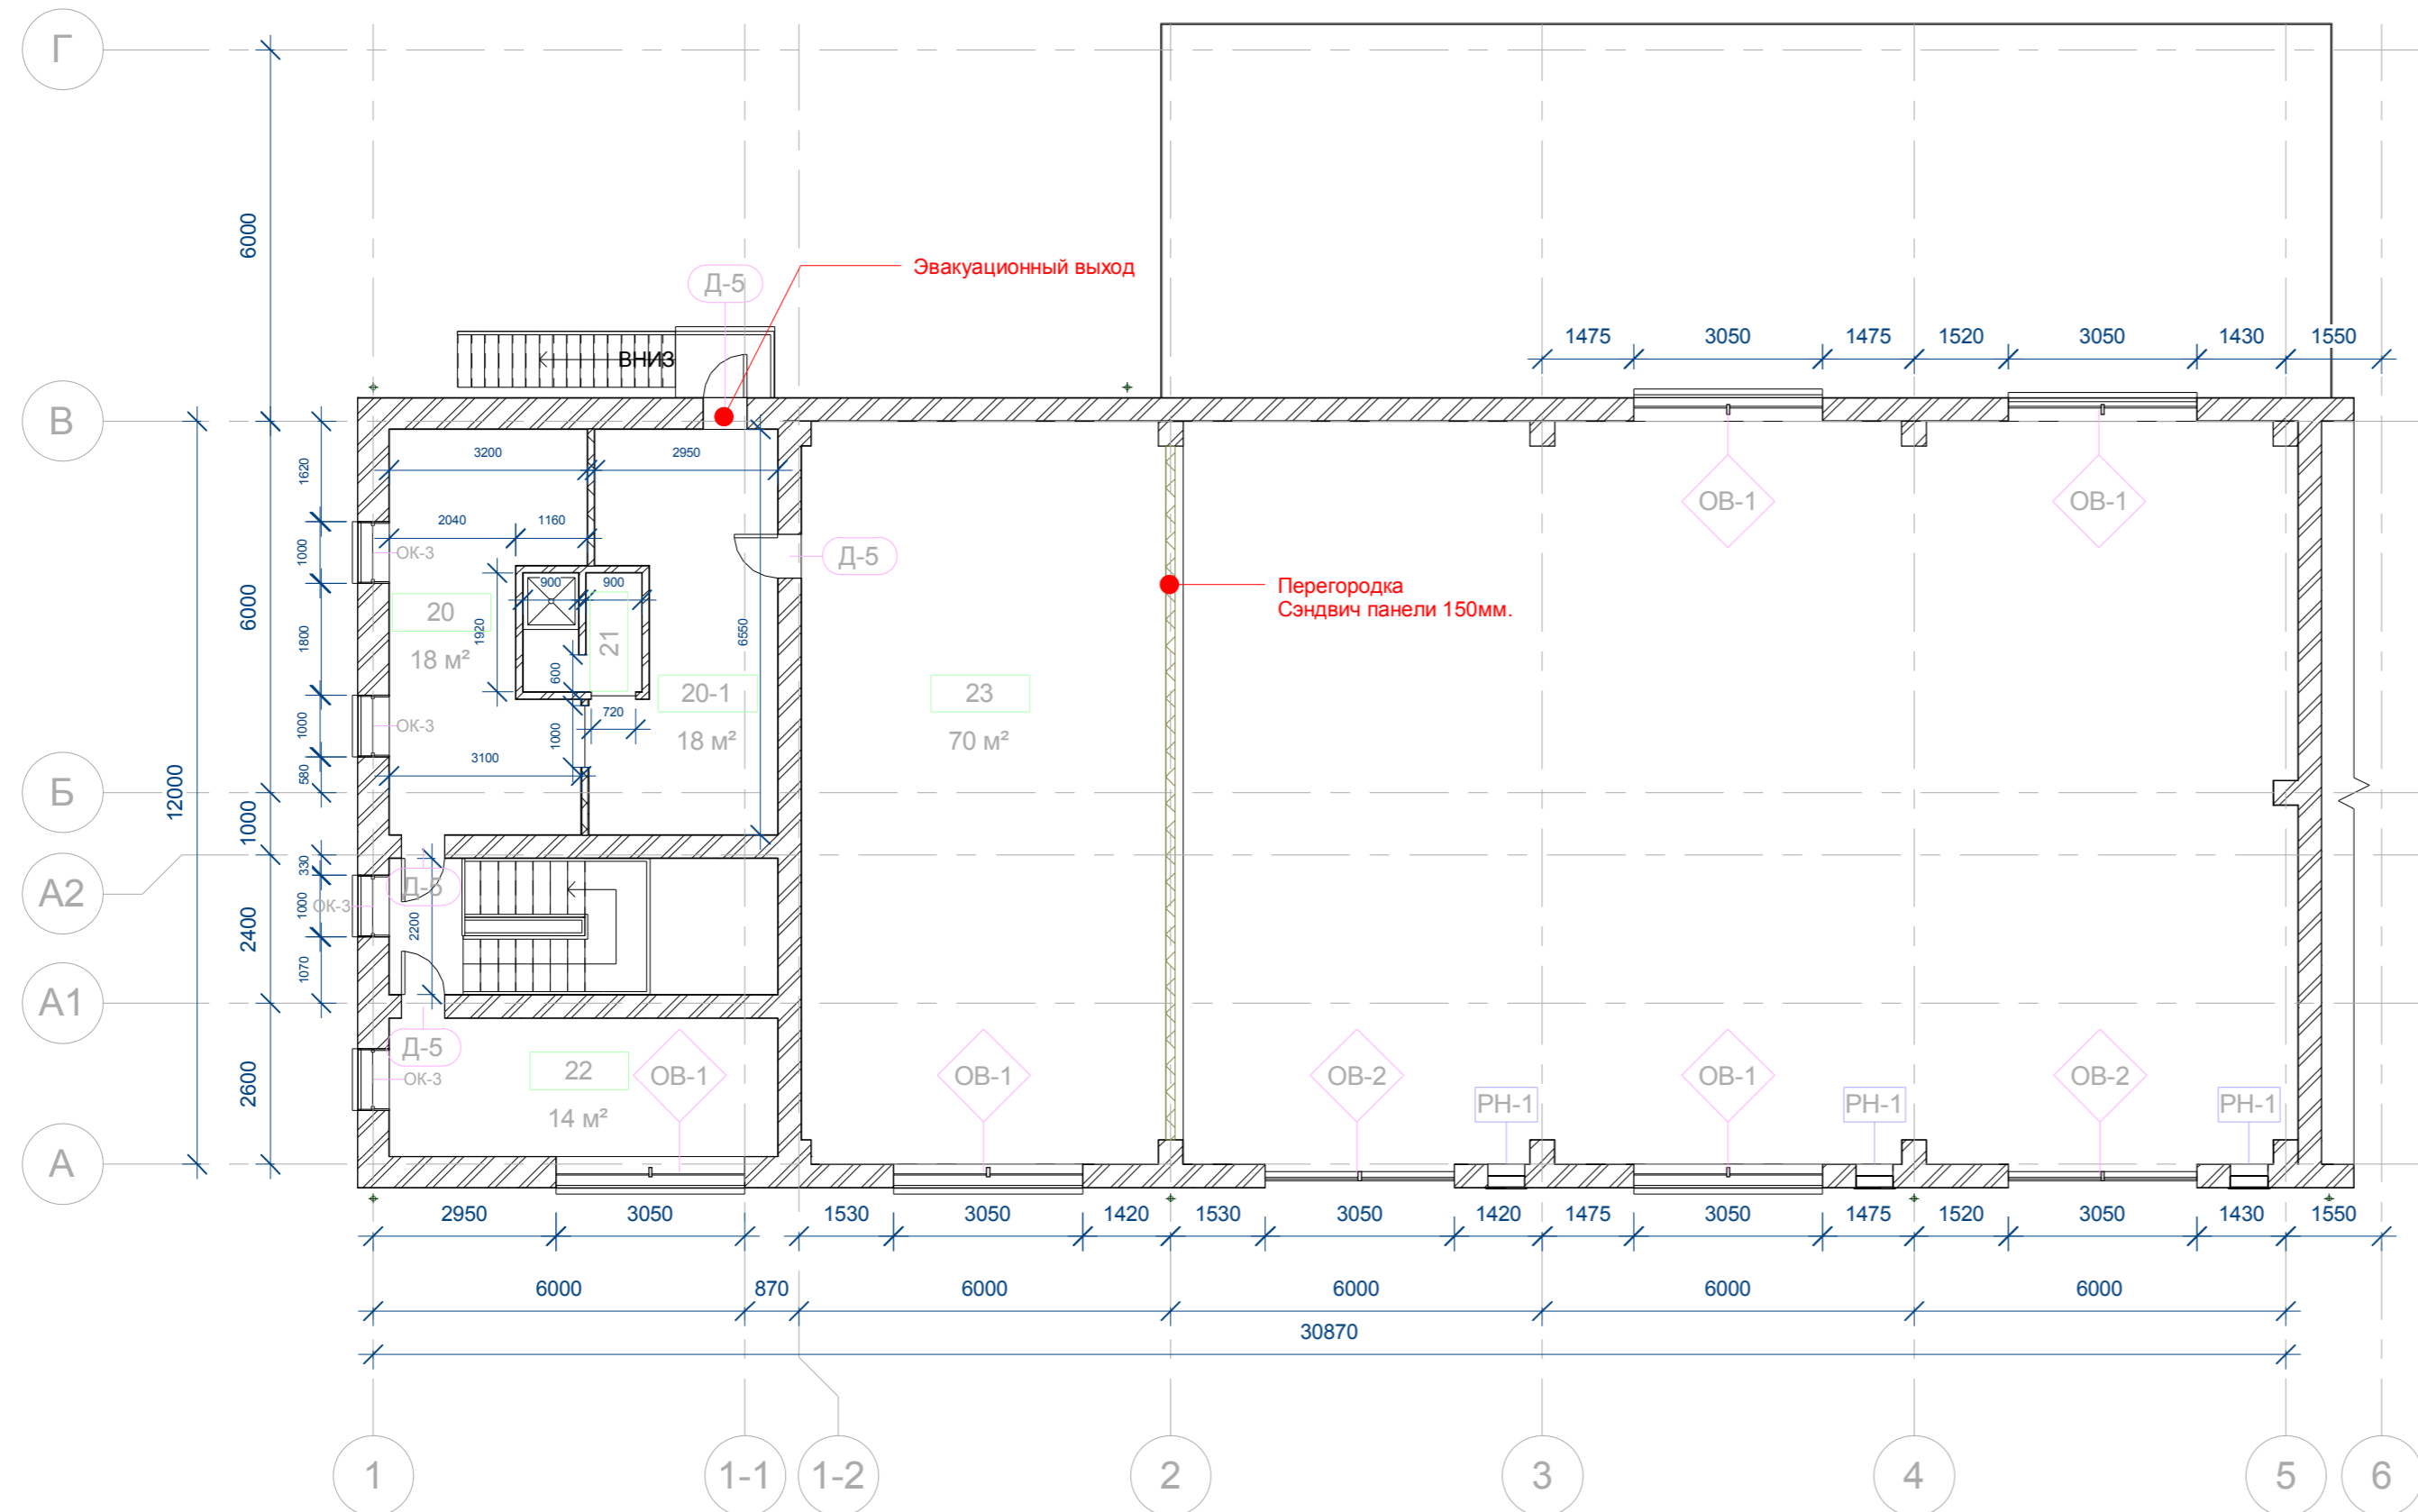 Г
6000
Эвакуационный выход
Д-5
1475
3050
1475
1520
3050
1430
1550
ВНИЗ
В
1620
3200
2950
ОВ-1
ОВ-1
2040
1160
1000
ОК-3
Д-5
900
900
Перегородка
Сэндвич панели 150мм.
6000
20
18 м²
1800
1920
21
6550
600
20-1
18 м²
23
70 м²
720
1000
ОК-3
1000
3100
580
Б
12000
1000
330
А2
Д-5
1000
ОК-3
2200
2400
1070
А1
Д-5
22
14 м²
ОК-3
ОВ-1
ОВ-1
ОВ-2
РН-1
ОВ-1
РН-1
ОВ-2
РН-1
2600
А
2950
3050
1530
3050
1420
1530
3050
1420
1475
3050
1475
1520
3050
1430
1550
6000
870
6000
6000
6000
6000
30870
1
1-1
1-2
2
3
4
5
6